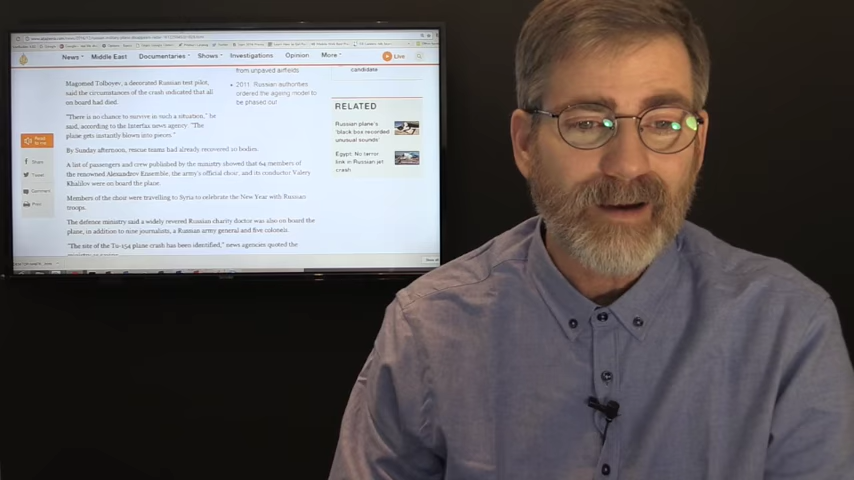 News
Middle East
Documentaries
Shows
Investigations
Opinion
More
Live
from unpaved airfields
candidate
2011: Russian authorities
ordered the ageing model to
be phased out
Magomed Tolboyev, a decorated Russian test pilot,
said the circumstances of the crash indicated that all
on board had died.
"There is no chance to survive in such a situation," he
said, according to the Interfax news agency. "The
plane gets instantly blown into pieces."
By Sunday afternoon, rescue teams had already recovered 10 bodies.
A list of passengers and crew published by the ministry showed that 64 members of
the renowned Alexandrov Ensemble, the army's official choir, and its conductor Valery
Khalilov were on board the plane.
Members of the choir were travelling to Syria to celebrate the New Year with Russian
troops.
The defence ministry said a widely revered Russian charity doctor was also on board the
plane, in addition to nine journalists, a Russian army general and five colonels.
"The site of the Tu-154 plane crash has been identified," news agencies quoted the
RELATED
Russian plane's
'black box recorded
unusual sounds'
Egypt: No terror
link in Russian jet
crash
Share
Tweet
Comment
Print